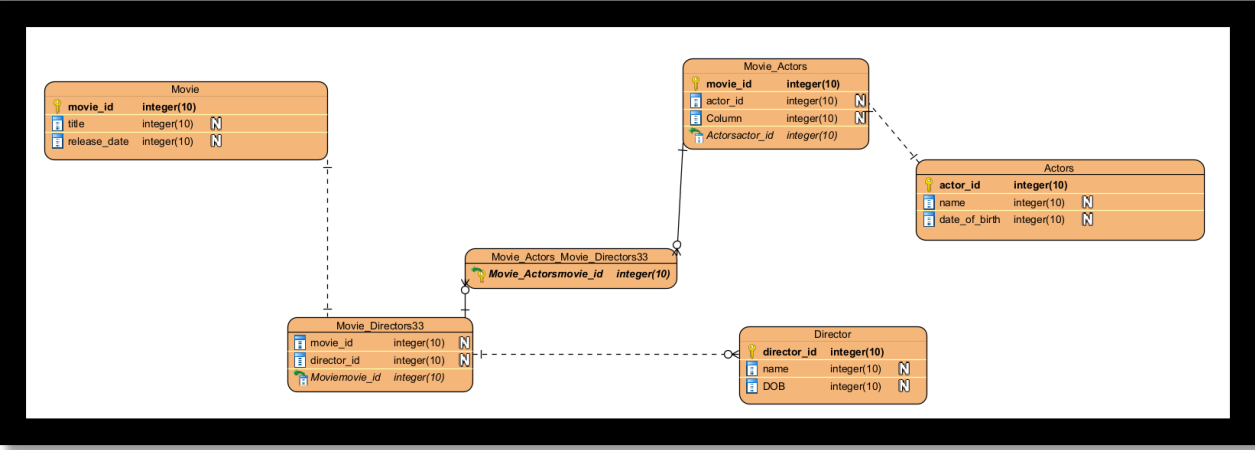 Movie
movie_id integer(10)
title integer(10) N
release_date integer(10) N
Movie_Actors
movie_id integer(10)
actor_id integer(10) N
Column integer(10) N
Actorsactor_id integer(10)
Actors
actor_id integer(10)
name integer(10) N
date_of_birth integer(10) N
Movie_Actors_Movie_Directors33
Movie_Actorsmovie_id integer(10)
Movie_Directors33
movie_id integer(10) N
director_id integer(10) N
Moviemovie_id integer(10)
Director
director_id integer(10)
name integer(10) N
DOB integer(10) N